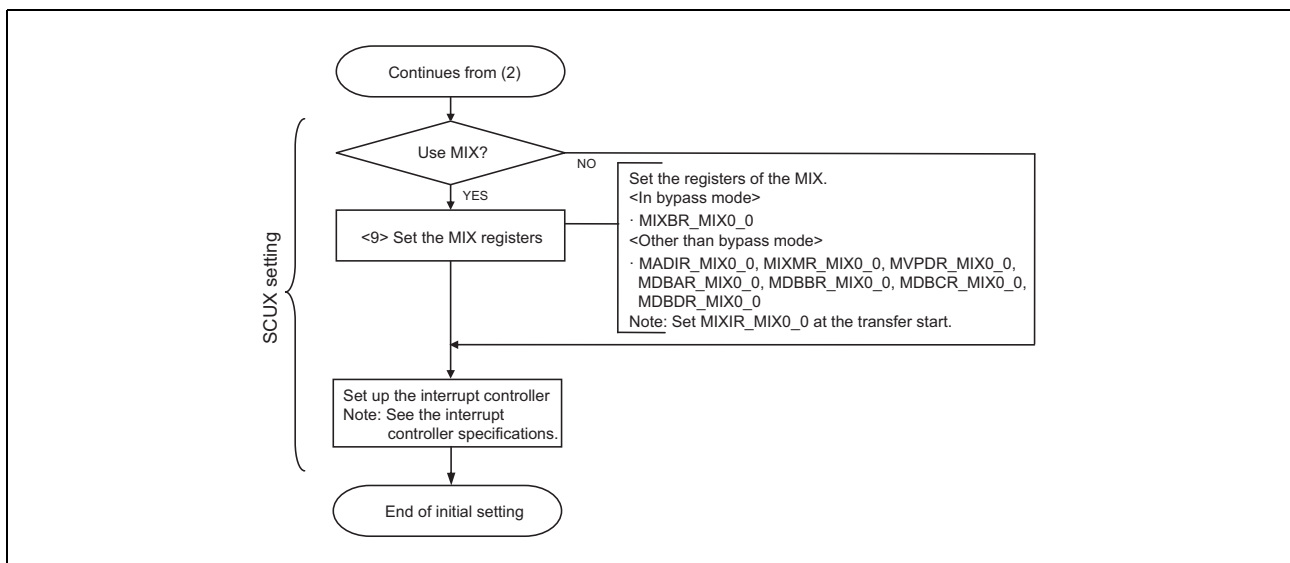 Continues from (2)
Use MIX?
NO
YES
<9> Set the MIX registers
Set the registers of the MIX.
<In bypass mode>
· MIXBR_MIX0_0
<Other than bypass mode>
· MADIR_MIX0_0, MIXMR_MIX0_0, MVPDR_MIX0_0,
MDBAR_MIX0_0, MDBBR_MIX0_0, MDBCR_MIX0_0,
MDBDR_MIX0_0
Note: Set MIXIR_MIX0_0 at the transfer start.
SCUX setting
Set up the interrupt controller
Note: See the interrupt
controller specifications.
End of initial setting